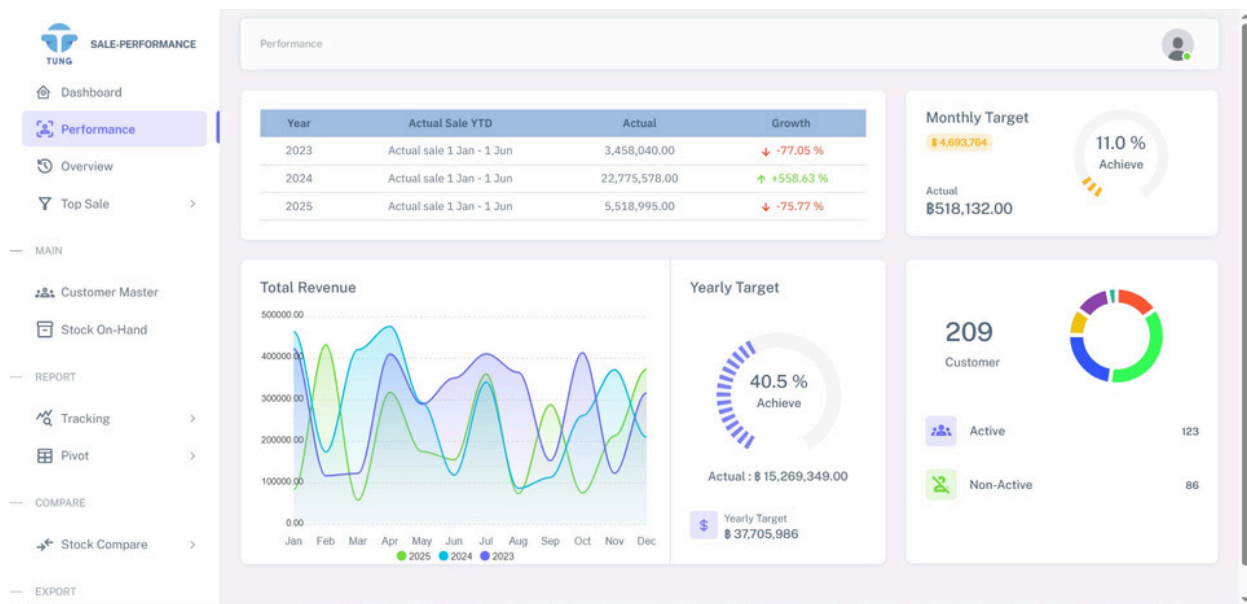 TUNG
SALE-PERFORMANCE
Dashboard
Performance
Overview
Top Sale
MAIN
Customer Master
Stock On-Hand
REPORT
Tracking
Pivot
COMPARE
Stock Compare
EXPORT
Performance
Year Actual Sale YTD Actual Growth
2023 Actual sale 1 Jan - 1 Jun 3,458,040.00 ↓ -77.05 %
2024 Actual sale 1 Jan - 1 Jun 22,775,578.00 ↑ +558.63 %
2025 Actual sale 1 Jan - 1 Jun 5,518,995.00 ↓ -75.77 %
Monthly Target
฿ 4,693,764
Actual
฿518,132.00
11.0 %
Achieve
Total Revenue
500000.00
400000.00
300000.00
200000.00
100000.00
0.00
Jan Feb Mar Apr May Jun Jul Aug Sep Oct Nov Dec
2025 2024 2023
Yearly Target
40.5 %
Achieve
Actual : ฿ 15,269,349.00
$
Yearly Target
฿ 37,705,986
209
Customer
Active 123
Non-Active 86